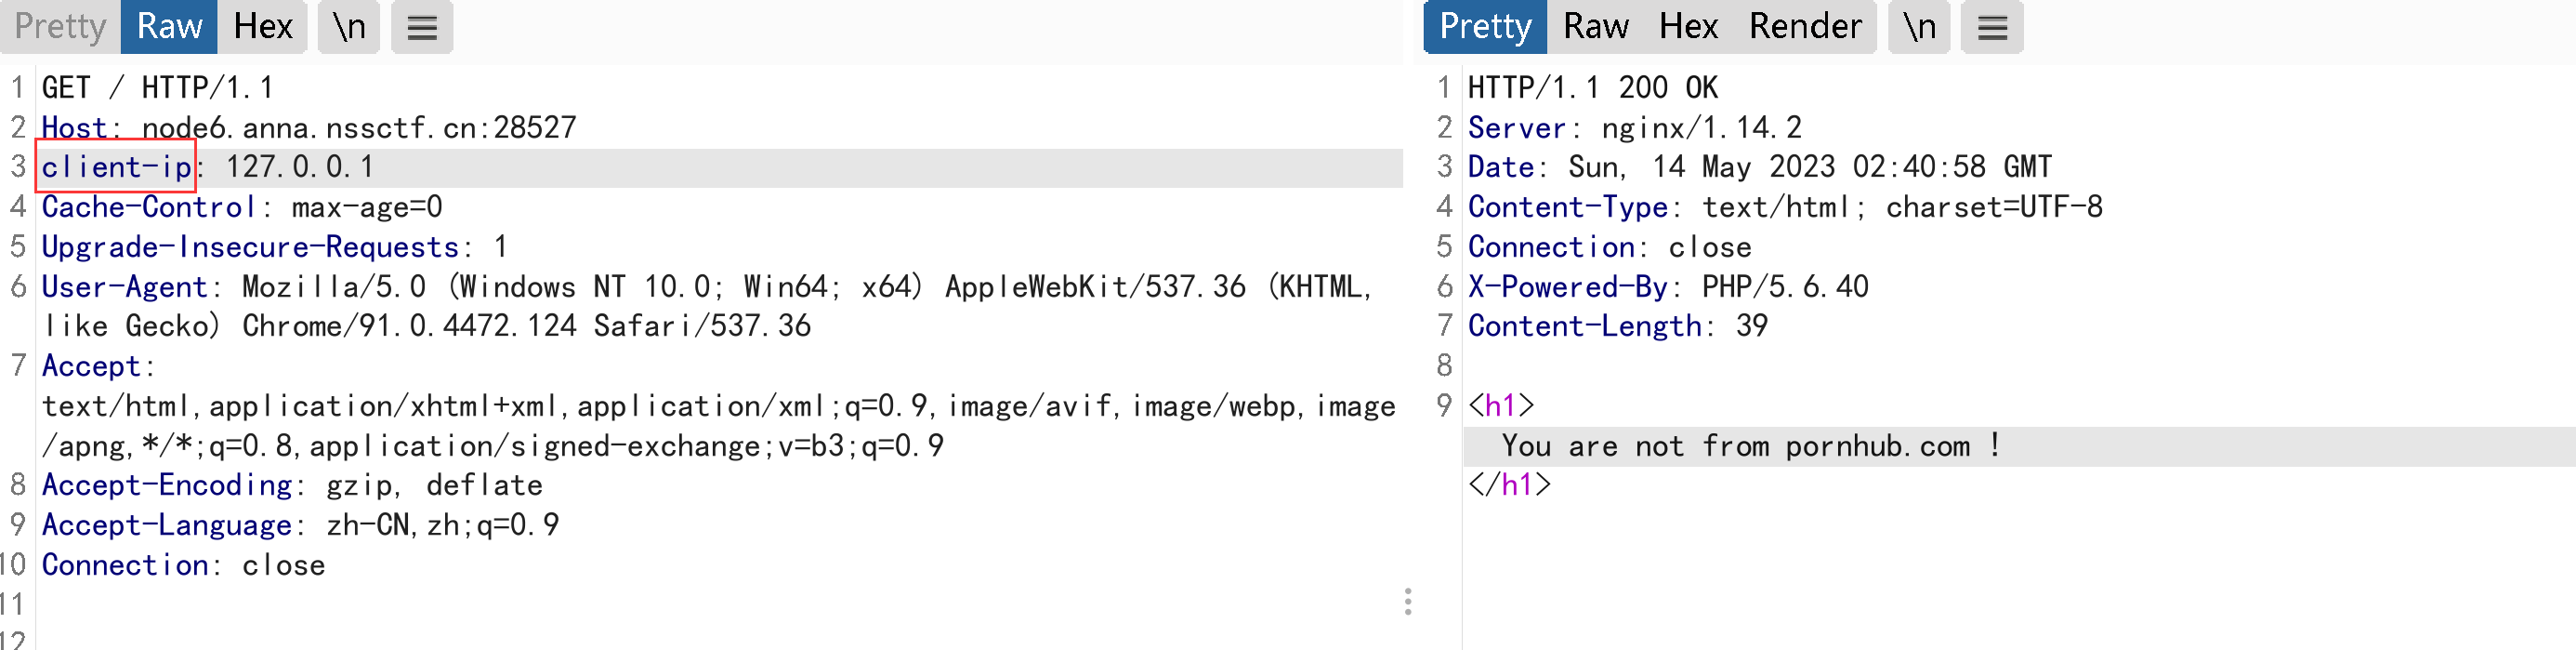 Pretty Raw Hex \n
1 GET / HTTP/1.1
2 Host: node6.anna.nssctf.cn:28527
3 client-ip: 127.0.0.1
4 Cache-Control: max-age=0
5 Upgrade-Insecure-Requests: 1
6 User-Agent: Mozilla/5.0 (Windows NT 10.0; Win64; x64) AppleWebKit/537.36 (KHTML,
like Gecko) Chrome/91.0.4472.124 Safari/537.36
7 Accept:
text/html,application/xhtml+xml,application/xml;q=0.9,image/avif,image/webp,image
/apng,*/*;q=0.8,application/signed-exchange;v=b3;q=0.9
8 Accept-Encoding: gzip, deflate
9 Accept-Language: zh-CN,zh;q=0.9
10 Connection: close
11
12
Pretty Raw Hex Render \n
1 HTTP/1.1 200 OK
2 Server: nginx/1.14.2
3 Date: Sun, 14 May 2023 02:40:58 GMT
4 Content-Type: text/html; charset=UTF-8
5 Connection: close
6 X-Powered-By: PHP/5.6.40
7 Content-Length: 39
8
9 <h1>
You are not from pornhub.com !
</h1>